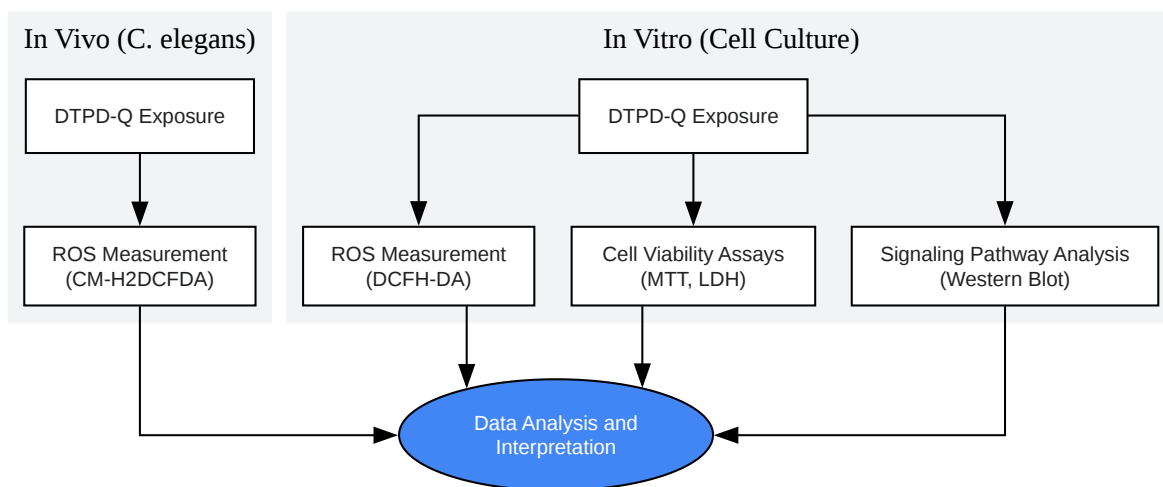 In Vivo (C. elegans)
DTPD-Q Exposure
ROS Measurement
(CM-H2DCFDA)
In Vitro (Cell Culture)
DTPD-Q Exposure
ROS Measurement
(DCFH-DA)
Cell Viability Assays
(MTT, LDH)
Signaling Pathway Analysis
(Western Blot)
Data Analysis and
Interpretation